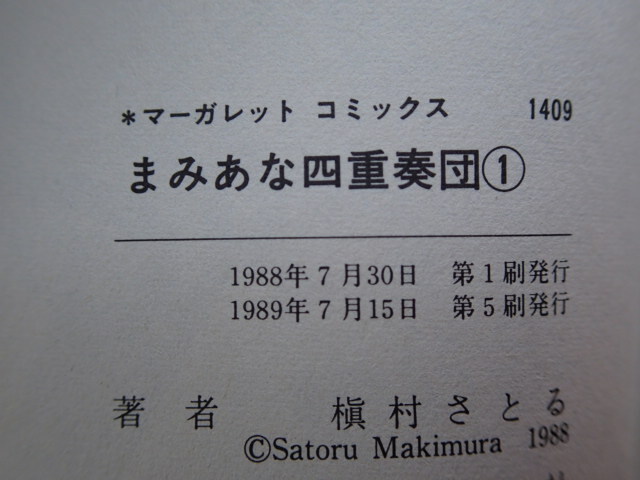 *マーガレット コミックス 1409
まみあな四重奏団①
1988年7月30日 第1刷発行
1989年7月15日 第5刷発行
著者 槇村さとる
©Satoru Makimura 1988